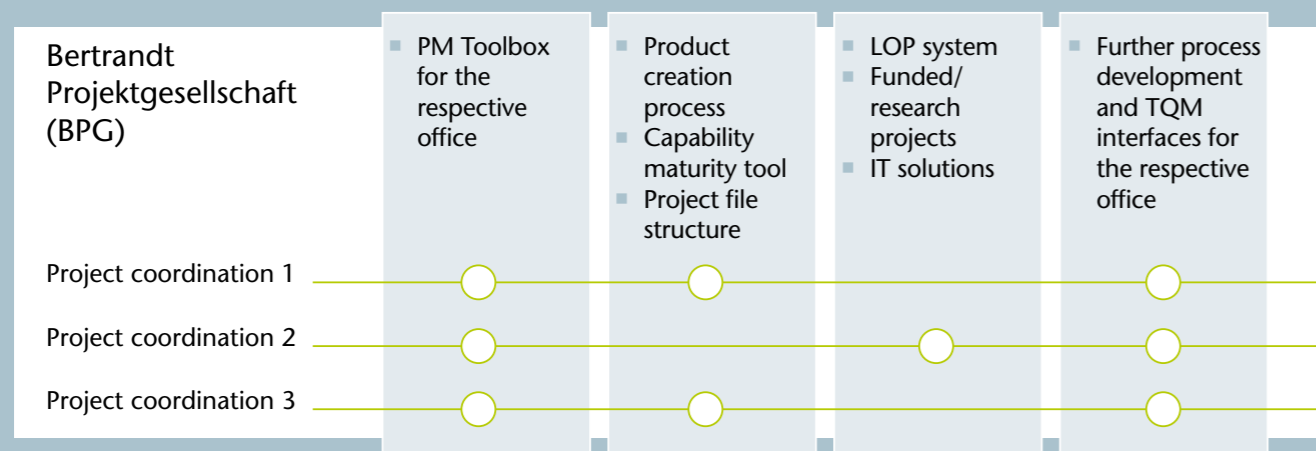 Bertrandt
Projektgesellschaft
(BPG)
PM Toolbox
for the
respective
office
Product
creation
process
Capability
maturity tool
Project file
structure
LOP system
Funded/
research
projects
IT solutions
Further process
development
and TQM
interfaces for
the respective
office
Project coordination 1
Project coordination 2
Project coordination 3